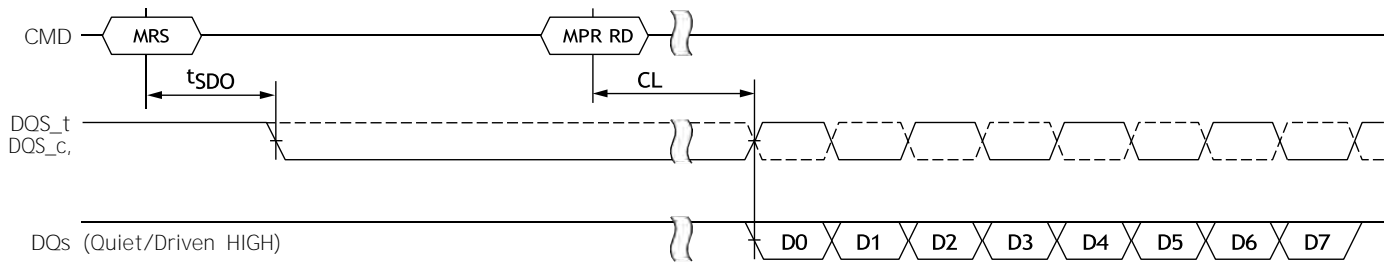 CMD MRS MPR RD
tSDO CL
DQS_t
DQS_c,
DQs (Quiet/Driven HIGH) D0 D1 D2 D3 D4 D5 D6 D7